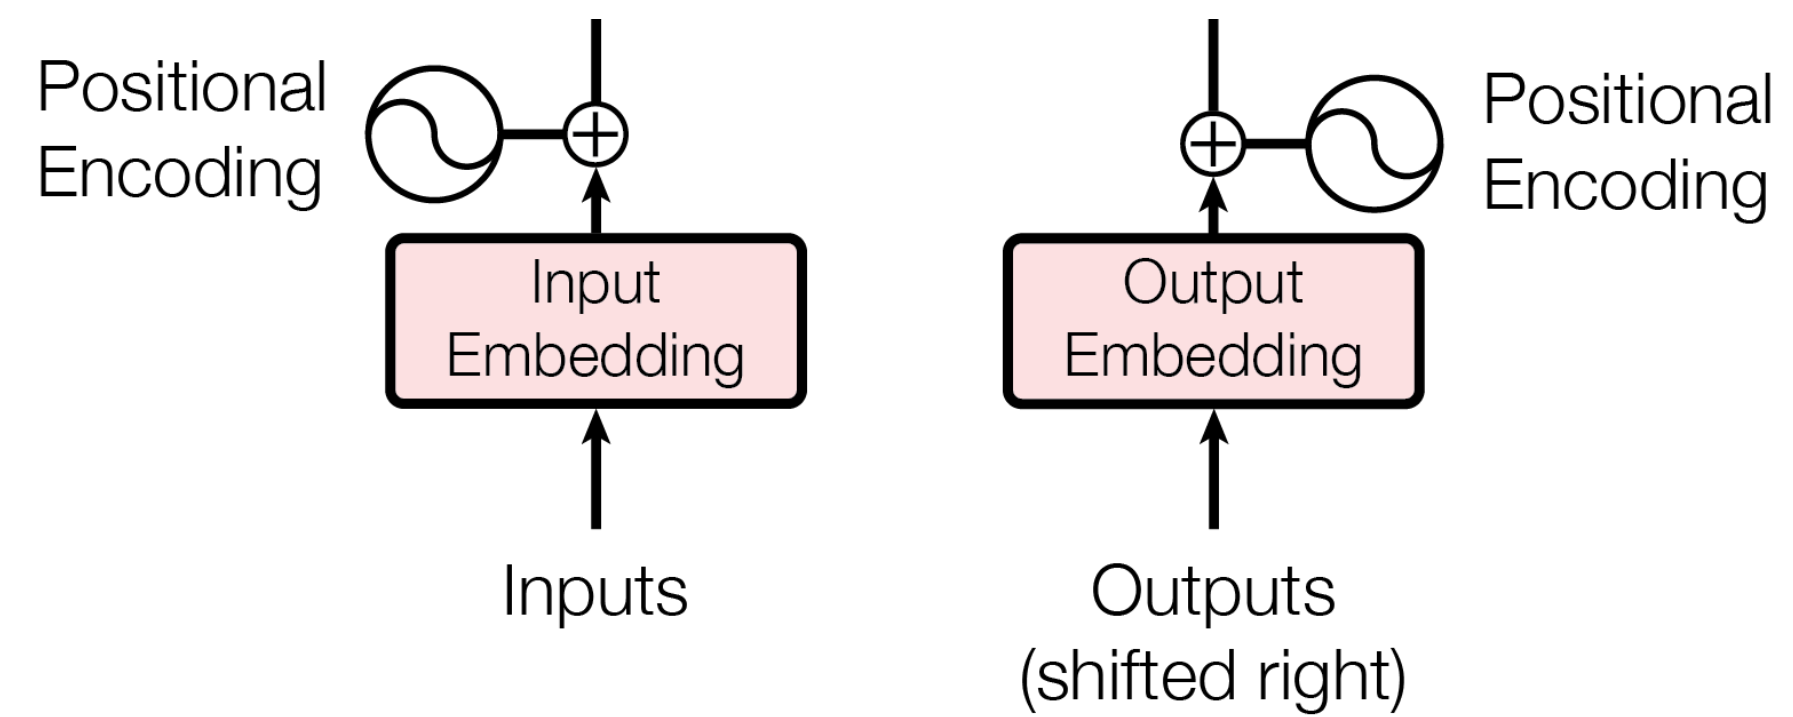 Positional
Encoding
Positional
Encoding
Input
Embedding
Output
Embedding
Inputs
Outputs
(shifted right)